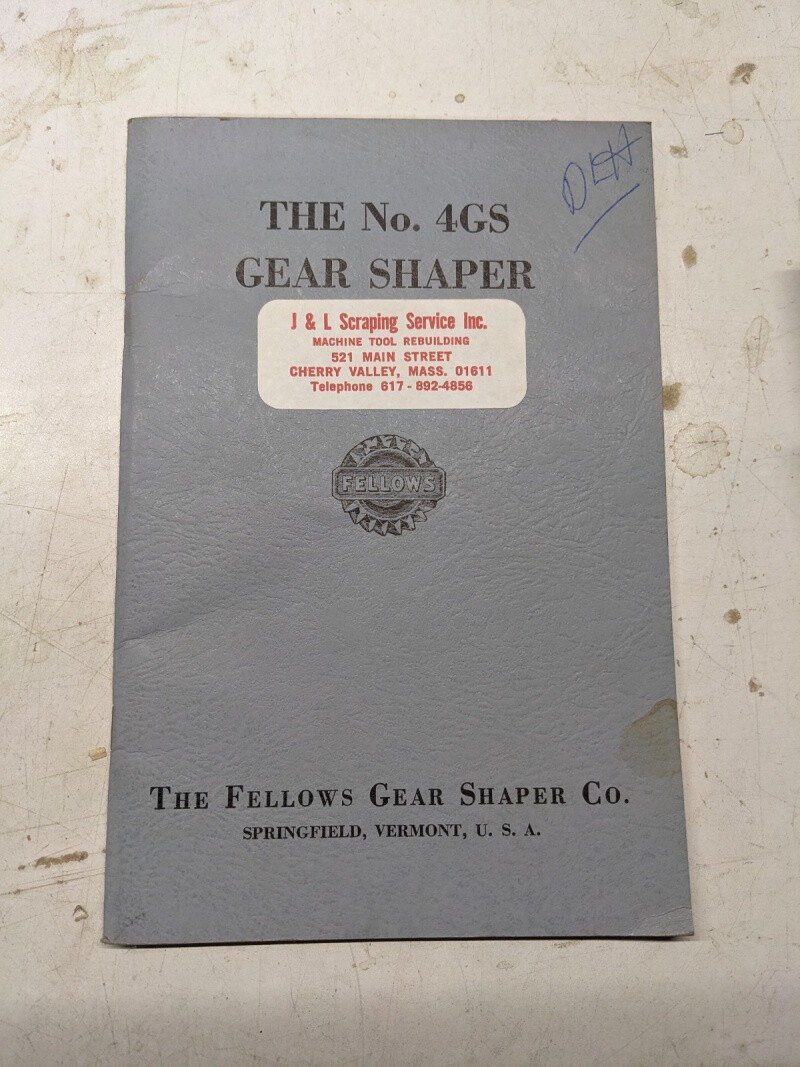 DLH
THE No. 4GS
GEAR SHAPER
J & L Scraping Service Inc.
MACHINE TOOL REBUILDING
521 MAIN STREET
CHERRY VALLEY, MASS. 01611
Telephone 617-892-4856
FELLOWS
THE FELLOWS GEAR SHAPER CO.
SPRINGFIELD, VERMONT, U. S. A.